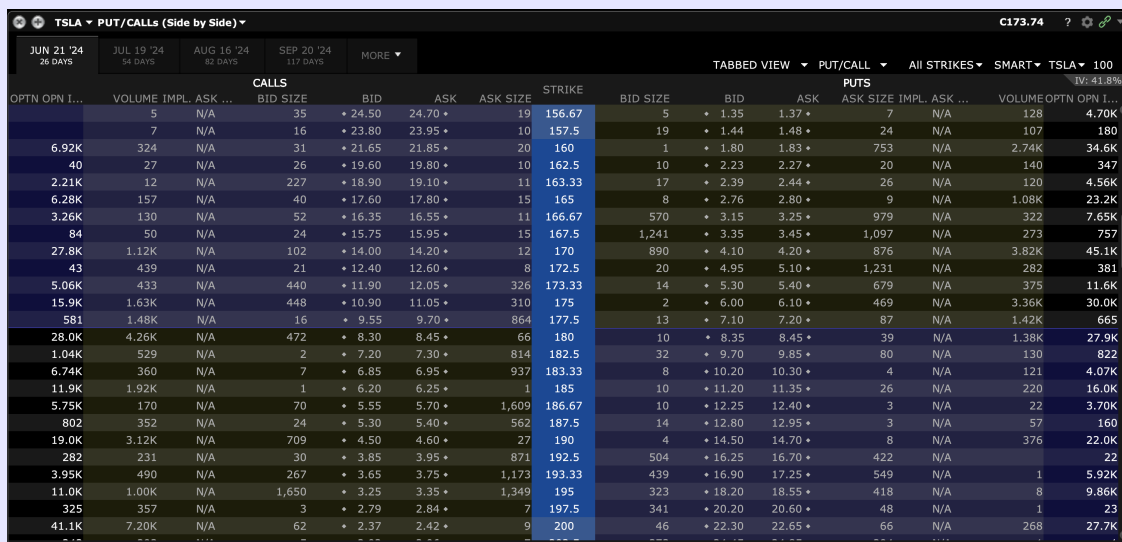 TSLA PUT/CALLs (Side by Side) C173.74 ?
JUN 21 '24 JUL 19 '24 AUG 16 '24 SEP 20 '24 MORE
26 DAYS 54 DAYS 82 DAYS 117 DAYS
TABBED VIEW PUT/CALL All STRIKES SMART TSLA 100
CALLS STRIKE PUTS IV: 41.8%
OPTN OPN I... VOLUME IMPL. ASK ... BID SIZE BID ASK ASK SIZE BID SIZE BID ASK ASK SIZE IMPL. ASK ... VOLUME OPTN OPN I...
5 N/A 35 24.50 24.70 19 156.67 5 1.35 1.37 7 N/A 128 4.70K
7 N/A 16 23.80 23.95 10 157.5 19 1.44 1.48 24 N/A 107 180
6.92K 324 N/A 31 21.65 21.85 20 160 1 1.80 1.83 753 N/A 2.74K 34.6K
40 27 N/A 26 19.60 19.80 10 162.5 10 2.23 2.27 20 N/A 140 347
2.21K 12 N/A 227 18.90 19.10 11 163.33 17 2.39 2.44 26 N/A 120 4.56K
6.28K 157 N/A 40 17.60 17.80 15 165 8 2.76 2.80 9 N/A 1.08K 23.2K
3.26K 130 N/A 52 16.35 16.55 11 166.67 570 3.15 3.25 979 N/A 322 7.65K
84 50 N/A 24 15.75 15.95 15 167.5 1,241 3.35 3.45 1,097 N/A 273 757
27.8K 1.12K N/A 102 14.00 14.20 12 170 890 4.10 4.20 876 N/A 3.82K 45.1K
43 439 N/A 21 12.40 12.60 8 172.5 20 4.95 5.10 1,231 N/A 282 381
5.06K 433 N/A 440 11.90 12.05 326 173.33 14 5.30 5.40 679 N/A 375 11.6K
15.9K 1.63K N/A 448 10.90 11.05 310 175 2 6.00 6.10 469 N/A 3.36K 30.0K
581 1.48K N/A 16 9.55 9.70 864 177.5 13 7.10 7.20 87 N/A 1.42K 665
28.0K 4.26K N/A 472 8.30 8.45 66 180 10 8.35 8.45 39 N/A 1.38K 27.9K
1.04K 529 N/A 2 7.20 7.30 814 182.5 32 9.70 9.85 80 N/A 130 822
6.74K 360 N/A 7 6.85 6.95 937 183.33 8 10.20 10.30 4 N/A 121 4.07K
11.9K 1.92K N/A 1 6.20 6.25 1 185 10 11.20 11.35 26 N/A 220 16.0K
5.75K 170 N/A 70 5.55 5.70 1,609 186.67 10 12.25 12.40 3 N/A 22 3.70K
802 352 N/A 24 5.30 5.40 562 187.5 14 12.80 12.95 3 N/A 57 160
19.0K 3.12K N/A 709 4.50 4.60 27 190 4 14.50 14.70 8 N/A 376 22.0K
282 231 N/A 30 3.85 3.95 871 192.5 504 16.25 16.70 422 N/A 22
3.95K 490 N/A 267 3.65 3.75 1,173 193.33 439 16.90 17.25 549 N/A 1 5.92K
11.0K 1.00K N/A 1,650 3.25 3.35 1,349 195 323 18.20 18.55 418 N/A 8 9.86K
325 357 N/A 3 2.79 2.84 7 197.5 341 20.20 20.60 48 N/A 1 23
41.1K 7.20K N/A 62 2.37 2.42 9 200 46 22.30 22.65 66 N/A 268 27.7K